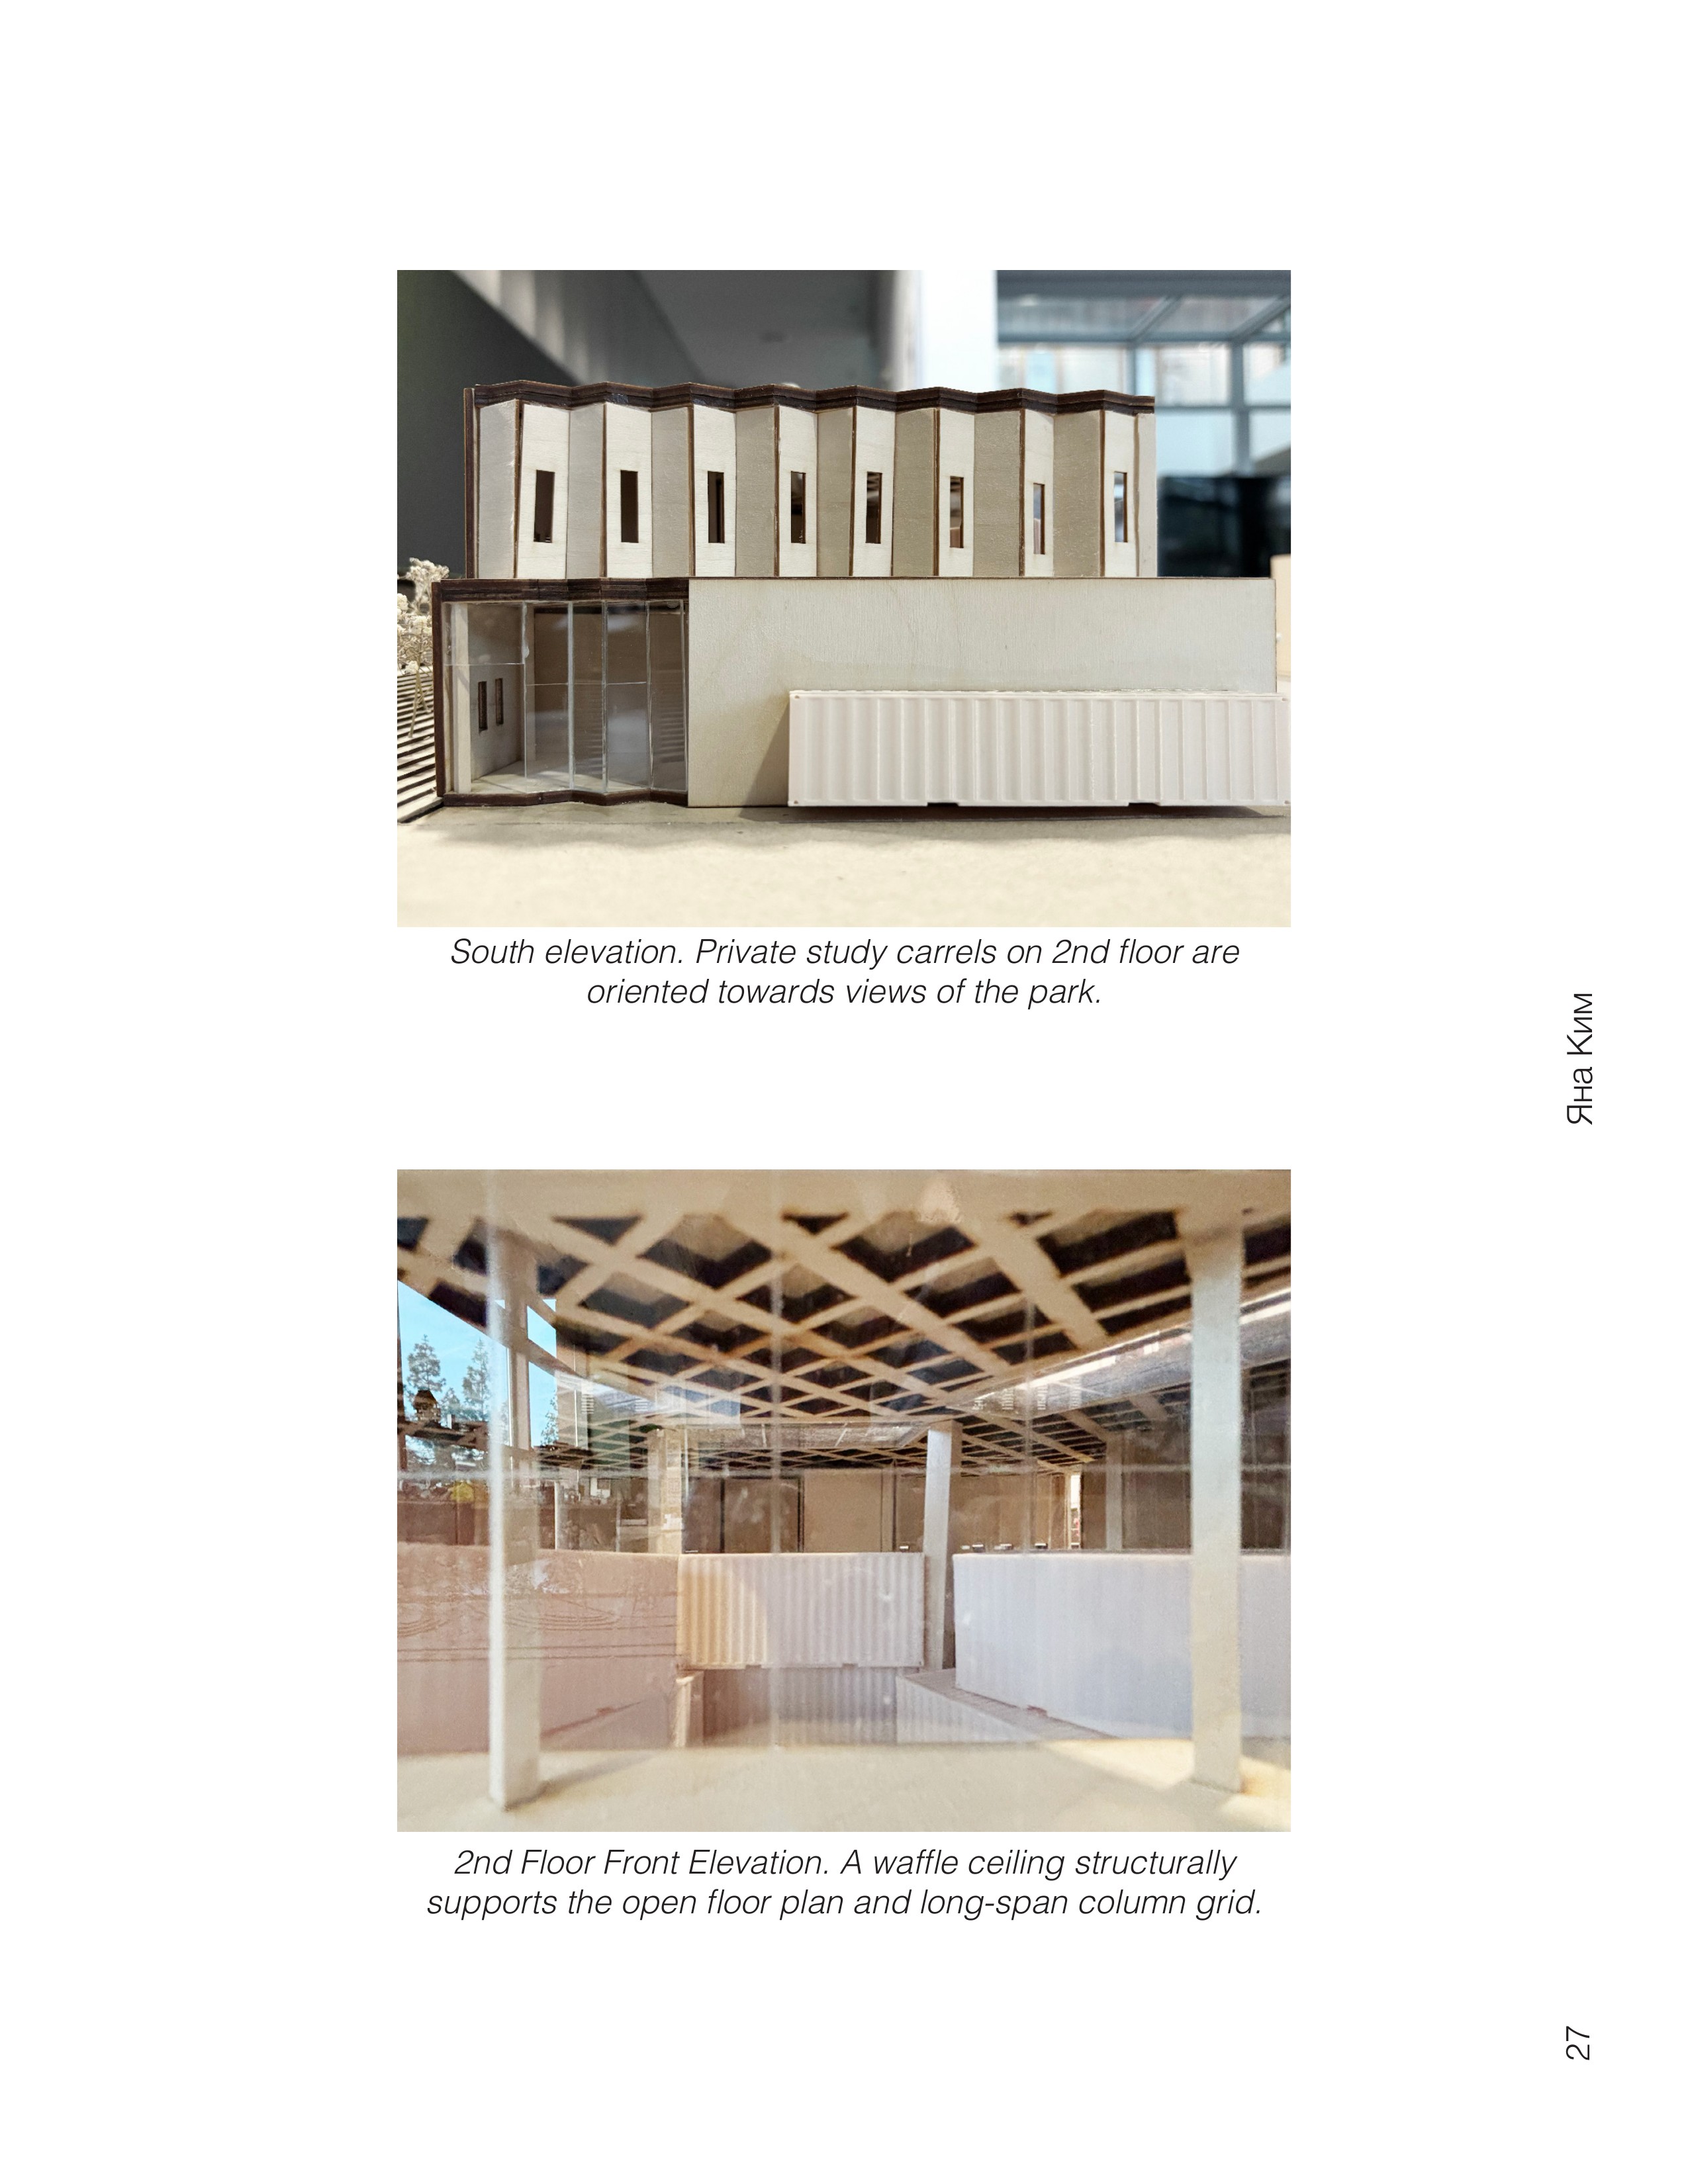 South elevation. Private study carrels on 2nd floor are
oriented towards views of the park.
Яна Ким
2nd Floor Front Elevation. A waffle ceiling structurally
supports the open floor plan and long-span column grid.
27